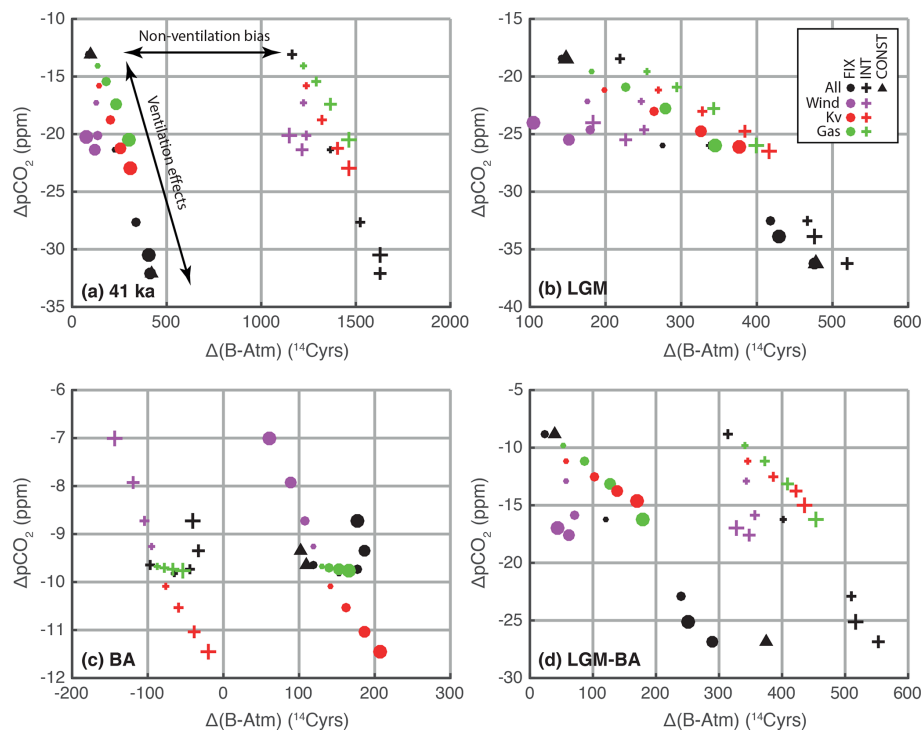 -10
-15
-20
-25
-30
-35
ΔpCO2 (ppm)
Non-ventilation bias
Ventilation effects
(a) 41 ka
0
500
1000
1500
2000
Δ(B-Atm) (14Cyrs)
-10
-15
-20
-25
-30
-35
-40
ΔpCO2 (ppm)
FIX
INT
CONST
All
Wind
Kv
Gas
(b) LGM
100
200
300
400
500
600
Δ(B-Atm) (14Cyrs)
-6
-7
-8
-9
-10
-11
-12
ΔpCO2 (ppm)
(c) BA
-200
-100
0
100
200
300
Δ(B-Atm) (14Cyrs)
-5
-10
-15
-20
-25
-30
ΔpCO2 (ppm)
(d) LGM-BA
0
100
200
300
400
500
600
Δ(B-Atm) (14Cyrs)